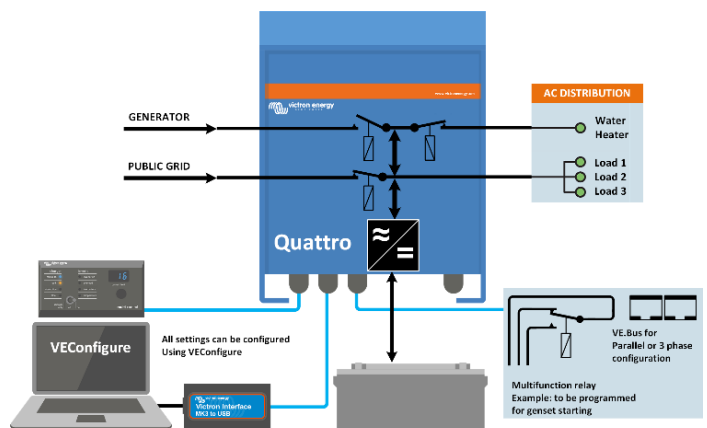 victron energy
GENERATOR
PUBLIC GRID
AC DISTRIBUTION
Water
Heater
Load 1
Load 2
Load 3
Quattro
16
VEConfigure
All settings can be configured
Using VEConfigure
Victron Interface
MK3 to USB
VE.Bus for
Parallel or 3 phase
configuration
Multifunction relay
Example: to be programmed
for genset starting